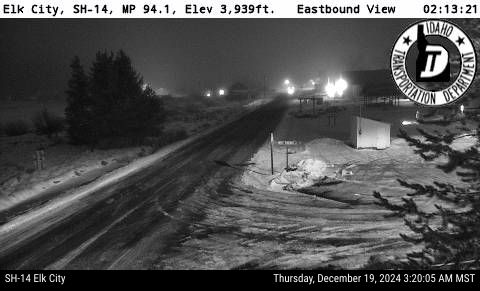 Elk City, SH-14, MP 94.1, Elev 3,939ft. Eastbound View 02:13:21
IDAHO
TRANSPORTATION DEPARTMENT
SH-14 Elk City Thursday, December 19, 2024 3:20:05 AM MST